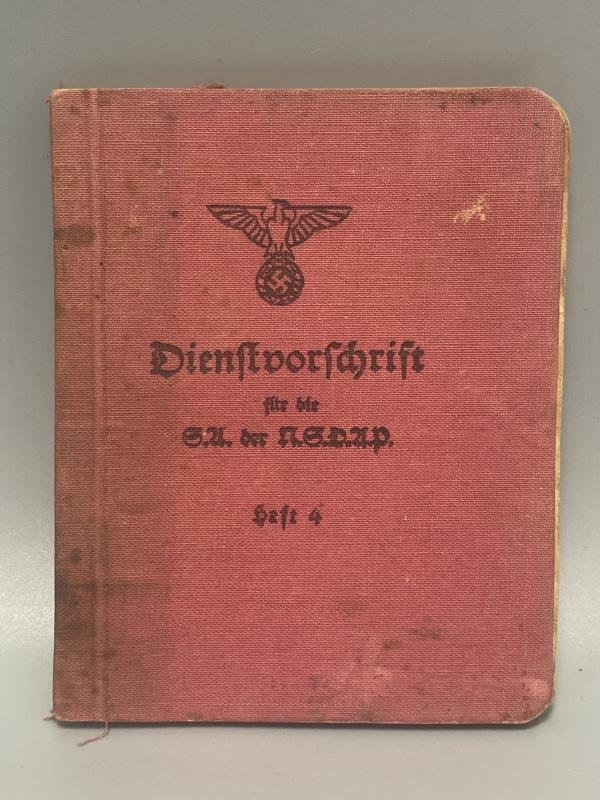 Dienstvorschrift
für die
S.A. der N.S.D.A.P.
Heft 4